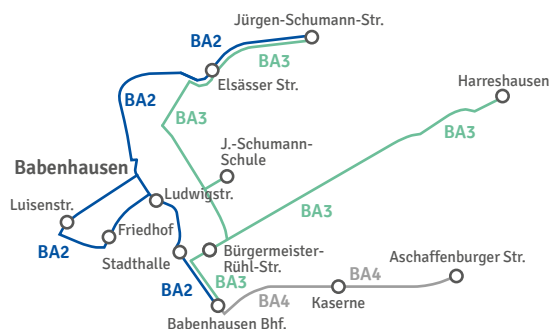 Jürgen-Schumann-Str.
BA2
BA3
Elsässer Str.
Harreshausen
BA2
BA3
BA3
J.-Schumann-
Schule
Babenhausen
Ludwigstr.
Luisenstr.
BA3
Friedhof
BA2
Stadthalle
Bürgermeister-
Rühl-Str.
Aschaffenburger Str.
BA2
BA3
BA4
BA4
Kaserne
Babenhausen Bhf.